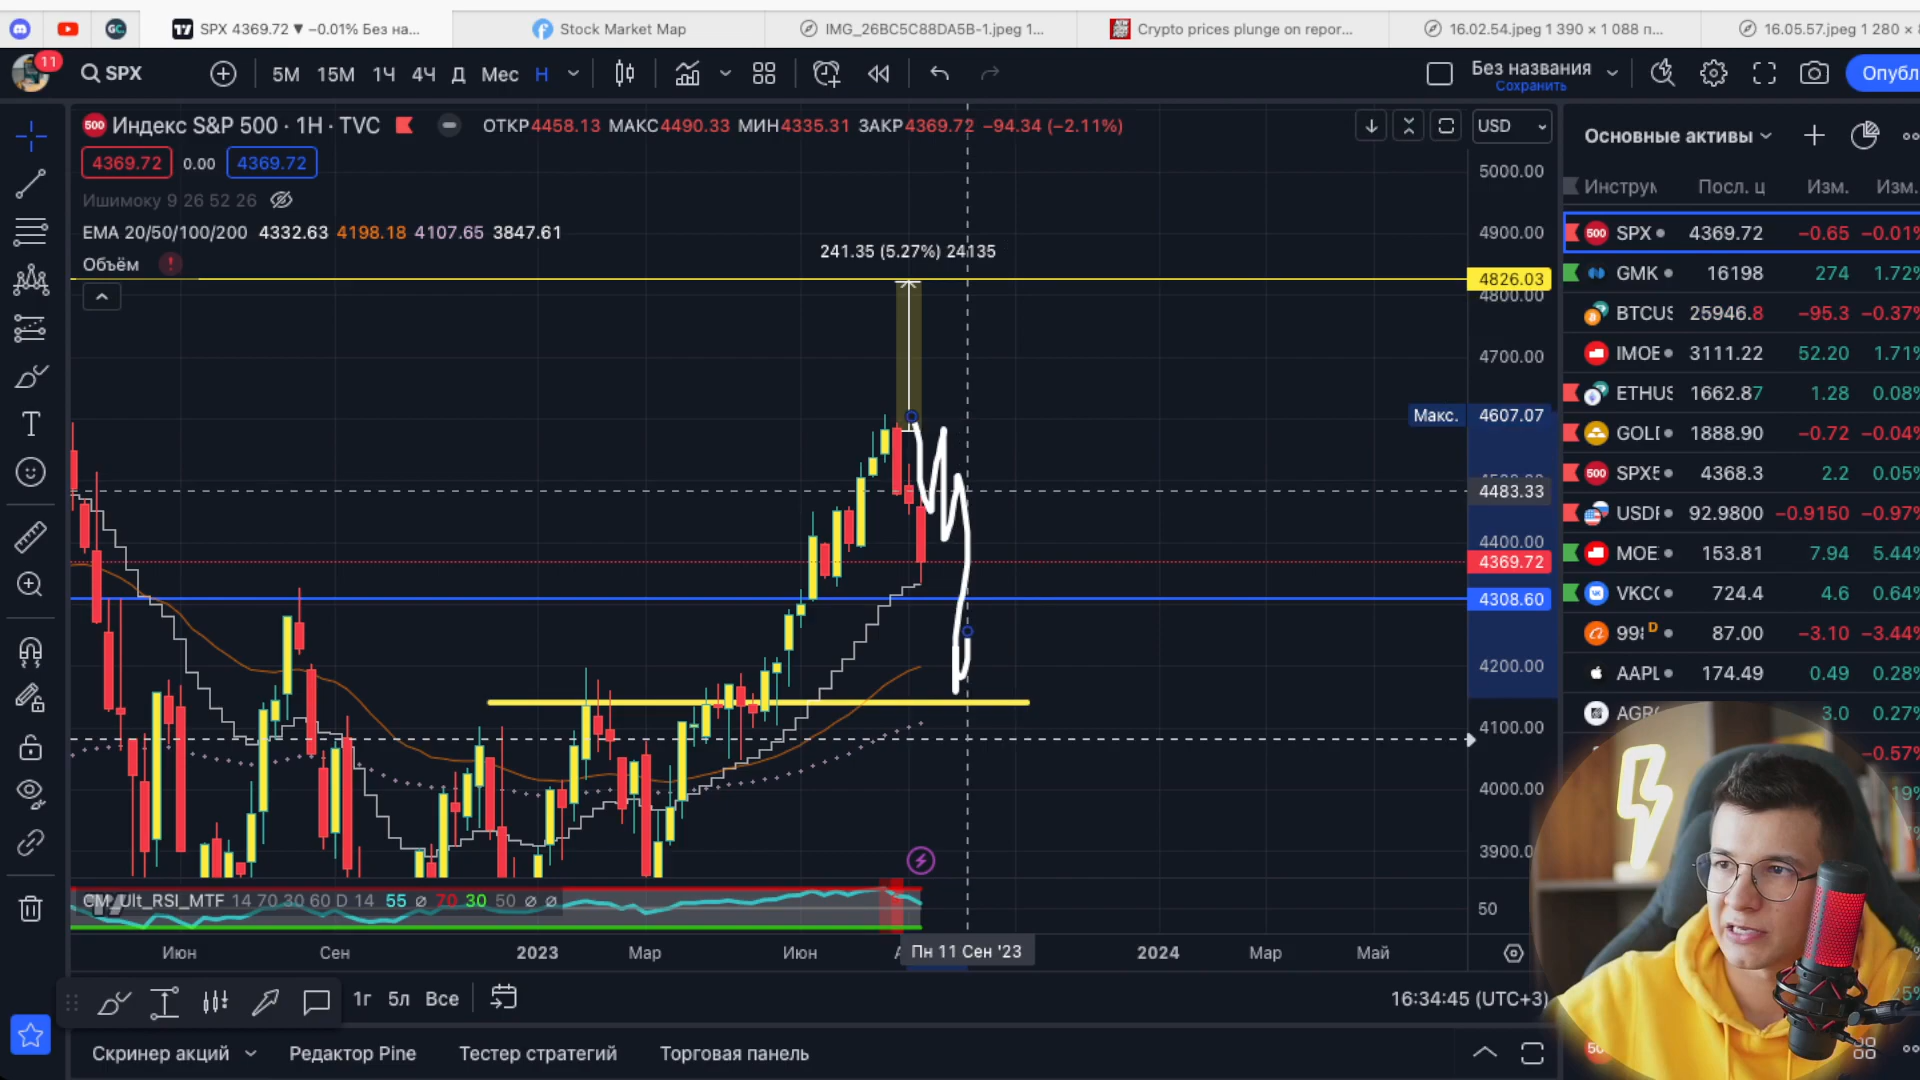 SPX 4369.72 ▼ −0.01% Без на...
Stock Market Map
IMG_26BC5C88DA5B-1.jpeg 1...
Crypto prices plunge on repor...
16.02.54.jpeg 1 390 × 1 088 п...
16.05.57.jpeg 1 280 ×
11
SPX
5М 15М 1Ч 4Ч Д Мес Н
Без названия
Сохранить
Опубл
500 Индекс S&P 500 · 1Н · TVC
ОТКР4458.13 МАКС4490.33 МИН4335.31 ЗАКР4369.72 −94.34 (−2.11%)
USD
4369.72 0.00 4369.72
Ишимоку 9 26 52 26
EMA 20/50/100/200 4332.63 4198.18 4107.65 3847.61
Объём
241.35 (5.27%) 24135
5000.00
4900.00
4826.03
4800.00
4700.00
Макс. 4607.07
4483.33
4400.00
4369.72
4308.60
4200.00
4100.00
4000.00
3900.0
CM_Ult_RSI_MTF 14 70 30 60 D 14 55 ∅ 70 30 50 ∅ ∅
50
Июн Сен 2023 Мар Июн Пн 11 Сен '23 2024 Мар Май
1г 5л Все
16:34:45 (UTC+3)
Скринер акций
Редактор Pine
Тестер стратегий
Торговая панель
Основные активы
Инструм Посл. ц Изм. Изм.
500 SPX 4369.72 −0.65 −0.01%
GMK 16198 274 1.72%
BTCUS 25946.8 −95.3 −0.37%
IMOE 3111.22 52.20 1.71%
ETHUS 1662.87 1.28 0.08%
GOLD 1888.90 −0.72 −0.04%
500 SPX5 4368.3 2.2 0.05%
USDF 92.9800 −0.9150 −0.97%
MOE 153.81 7.94 5.44%
VKCO 724.4 4.6 0.64%
998 D 87.00 −3.10 −3.44%
AAPL 174.49 0.49 0.28%
AGR 3.0 0.27%
−0.57%